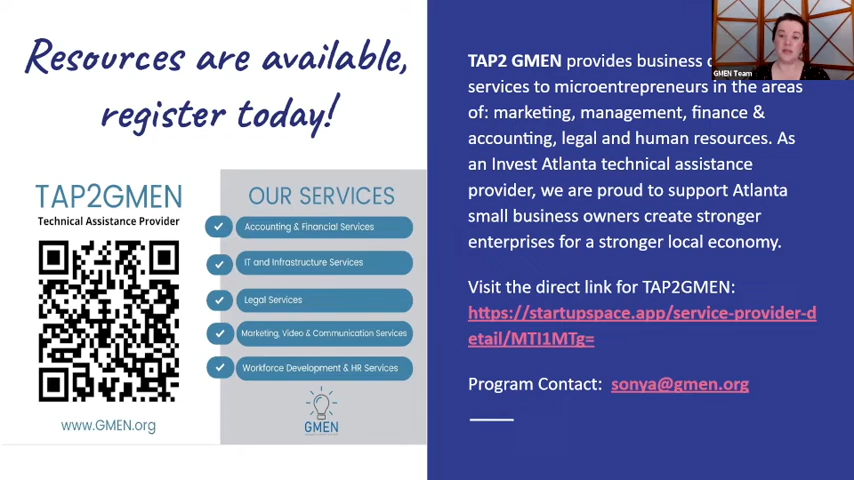 Resources are available,
register today!
TAP2GMEN
Technical Assistance Provider
www.GMEN.org
OUR SERVICES
Accounting & Financial Services
IT and Infrastructure Services
Legal Services
Marketing, Video & Communication Services
Workforce Development & HR Services
GMEN
TAP2 GMEN provides business
services to microentrepreneurs in the areas
of: marketing, management, finance &
accounting, legal and human resources. As
an Invest Atlanta technical assistance
provider, we are proud to support Atlanta
small business owners create stronger
enterprises for a stronger local economy.
Visit the direct link for TAP2GMEN:
https://startupspace.app/service-provider-d
etail/MTI1MTg=
Program Contact: sonya@gmen.org
GMEN Team